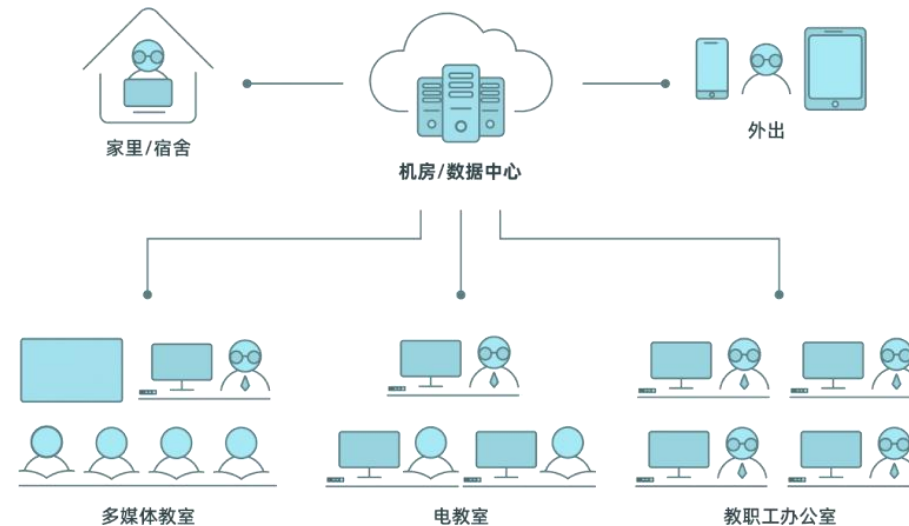 家里/宿舍
机房/数据中心
外出
多媒体教室
电教室
教职工办公室